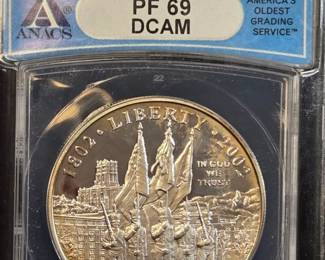 PF 69
AMERICA'S
OLDEST
GRADING
SERVICE™
ANACS
DCAM
22
1802 • LIBERTY • 2002
IN GOD
WE
TRUST